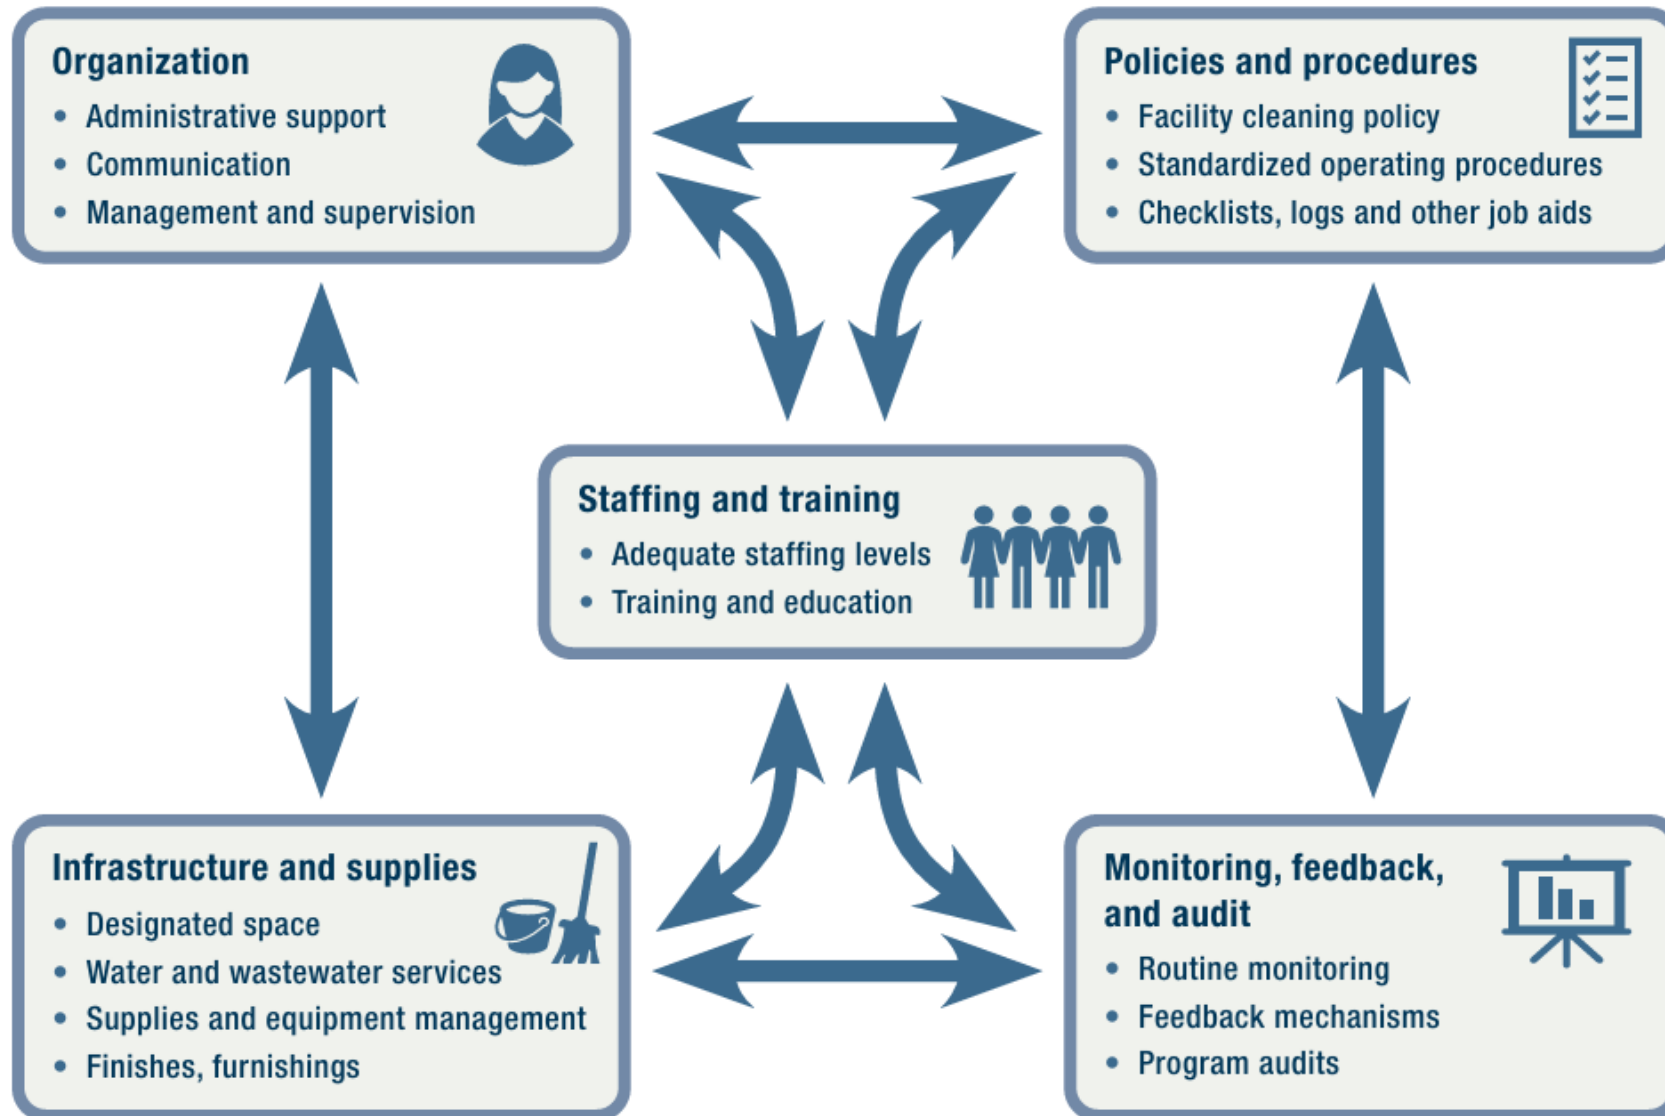 Organization
• Administrative support
• Communication
• Management and supervision
Policies and procedures
• Facility cleaning policy
• Standardized operating procedures
• Checklists, logs and other job aids
Staffing and training
• Adequate staffing levels
• Training and education
Infrastructure and supplies
• Designated space
• Water and wastewater services
• Supplies and equipment management
• Finishes, furnishings
Monitoring, feedback,
and audit
• Routine monitoring
• Feedback mechanisms
• Program audits